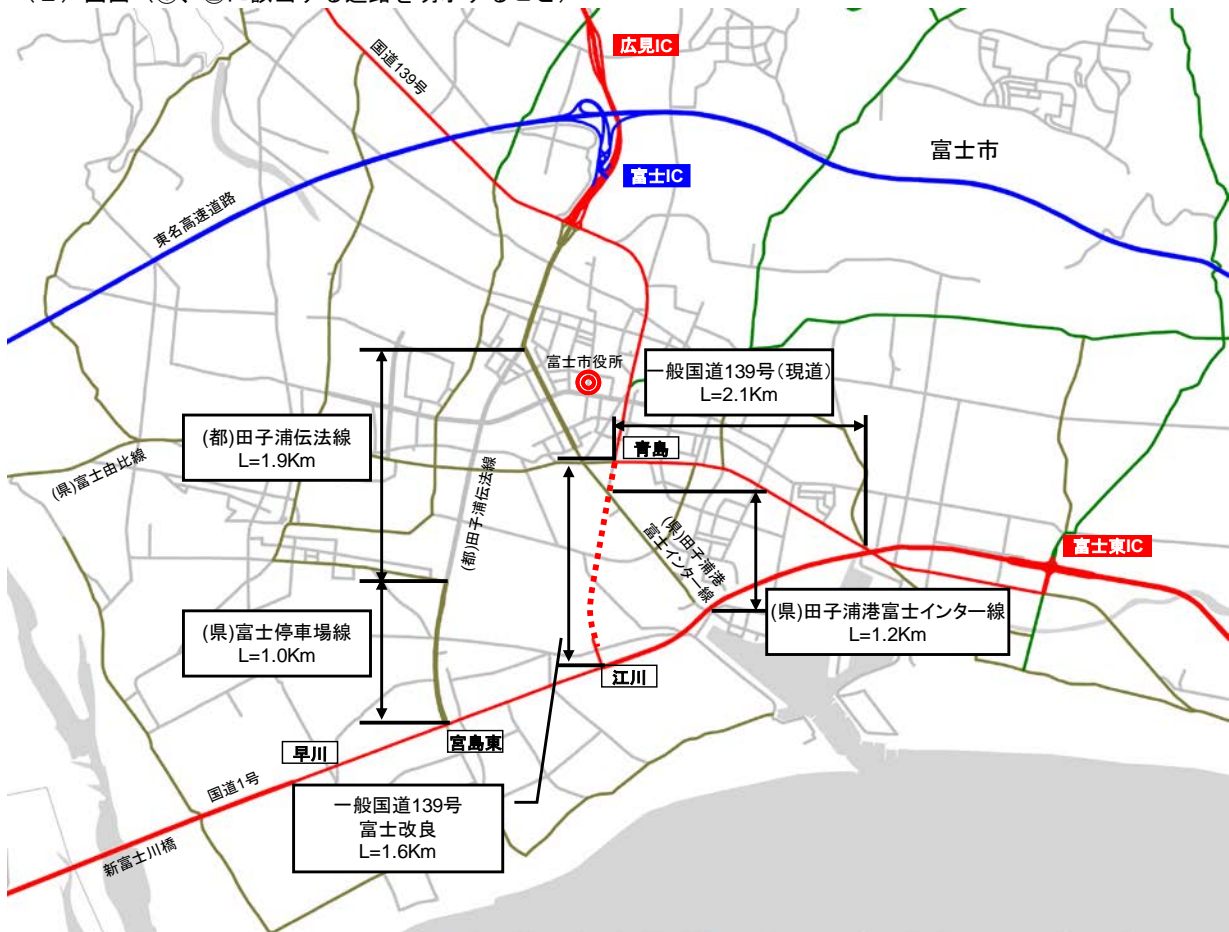 広見IC
国道139号
富士市
富士IC
東名高速道路
富士市役所
一般国道139号(現道)
L=2.1Km
(都)田子浦伝法線
L=1.9Km
青島
(県)富士由比線
(都)田子浦伝法線
(県)田子浦港
富士インター線
富士東IC
(県)田子浦港富士インター線
L=1.2Km
(県)富士停車場線
L=1.0Km
江川
宮島東
早川
国道1号
一般国道139号
富士改良
L=1.6Km
新富士川橋